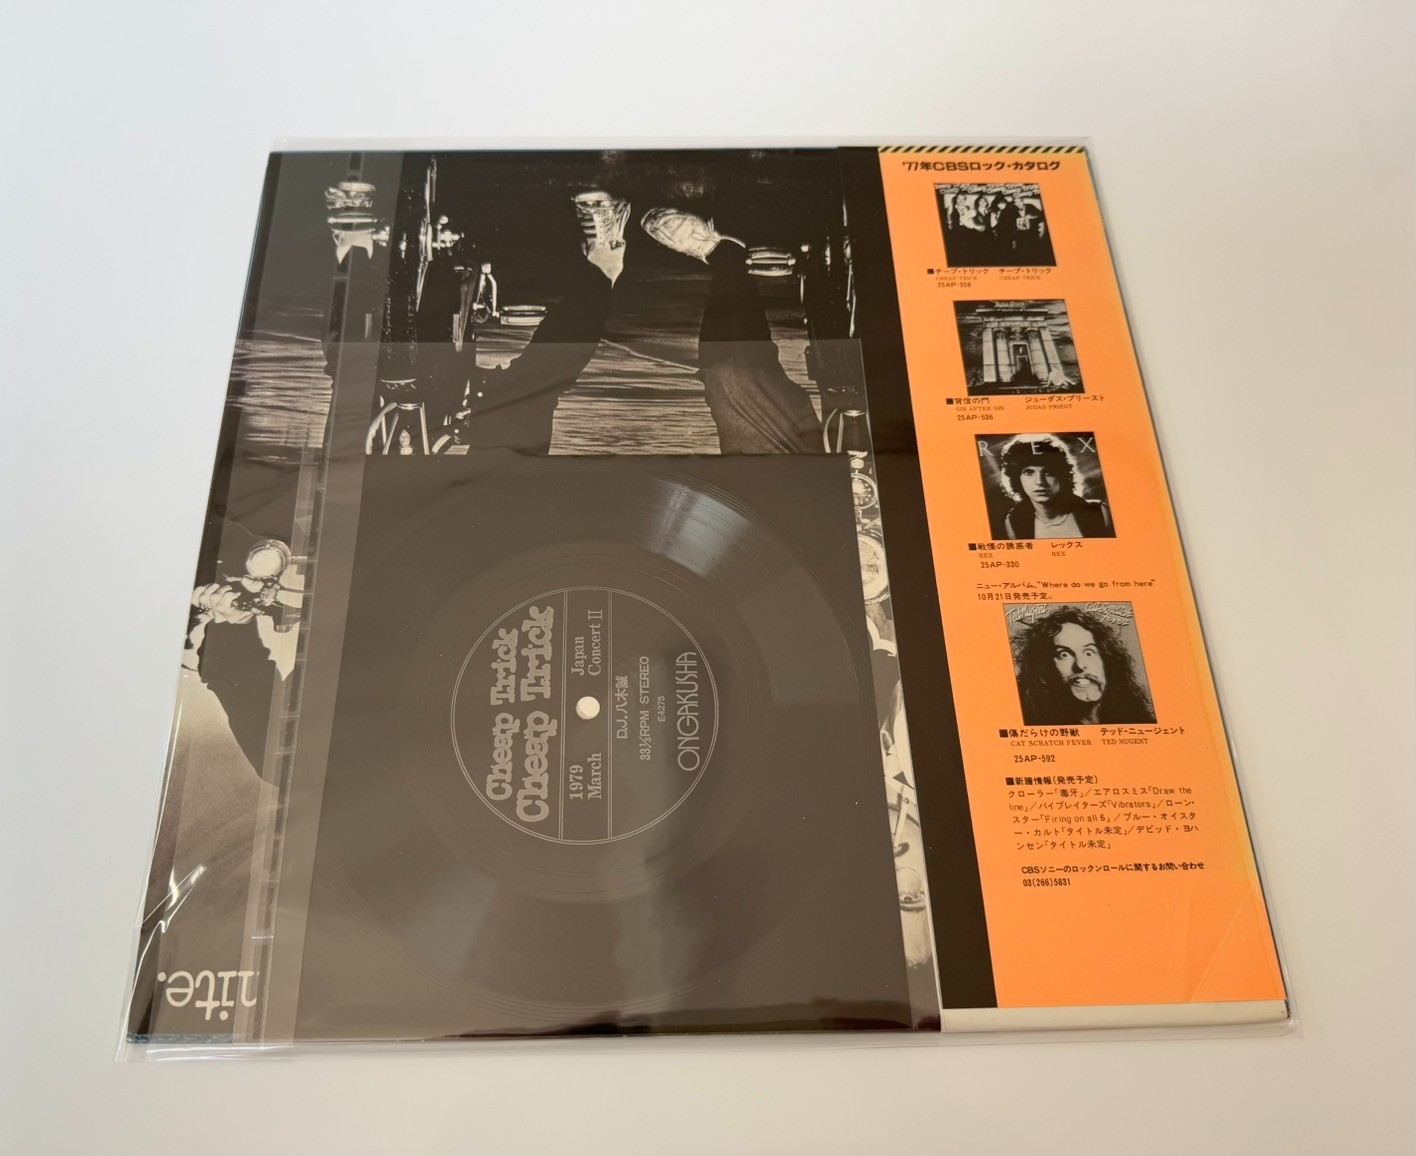 '77年CBSロック・カタログ
■チープ・トリック チープ・トリック
CHEAP TRICK CHEAP TRICK
25AP-358
■背信の門 ジューダス・プリースト
SIN AFTER SIN JUDAS PRIEST
25AP-536
REX
■戦慄の誘惑者 レックス
REX REX
25AP-330
ニュー・アルバム、"Where do we go from here"
10月21日発売予定。
Ted Nugent Cat Scratch Fever
■傷だらけの野獣 テッド・ニュージェント
CAT SCRATCH FEVER TED NUGENT
25AP-592
■新譜情報(発売予定)
クローラー「毒牙」/エアロスミス「Draw the
line」/バイブレイターズ「Vibrators」/ローン・
スター「Firing on all 6」/ブルー・オイスタ
ー・カルト「タイトル未定」/デビッド・ヨハ
ンセン「タイトル未定」
CBSソニーのロックンロールに関するお問い合わせ
03(266)5831
Cheap Trick
Cheap Trick
1979 Japan
March Concert II
DJ.八木誠
33⅓RPM STEREO
E4275
ONGAKUSHA
nite.